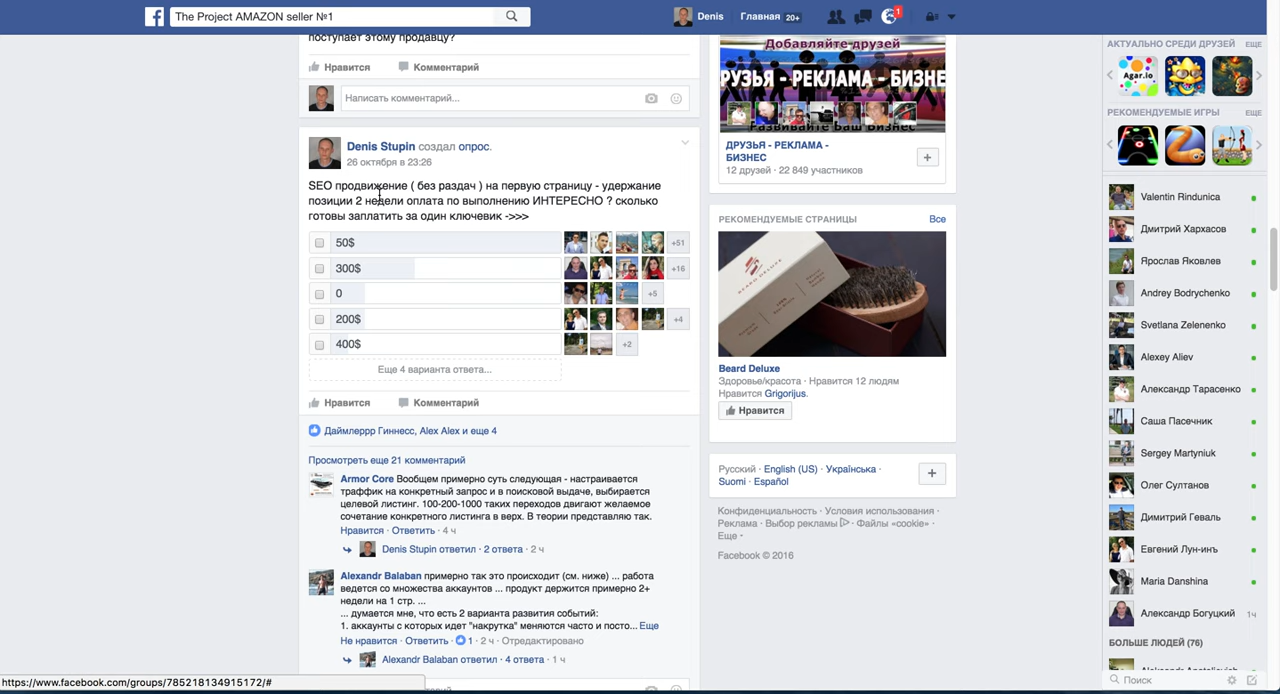 The Project AMAZON seller №1
Denis
Главная 20+
1
поступает этому продавцу?
Нравится Комментарий
Написать комментарий...
Denis Stupin создал опрос.
26 октября в 23:26
SEO продвижение ( без раздач ) на первую страницу - удержание
позиции 2 недели оплата по выполнению ИНТЕРЕСНО ? сколько
готовы заплатить за один ключевик ->>>
50$ +51
300$ +16
0 +5
200$ +4
400$ +2
Еще 4 варианта ответа...
Нравится Комментарий
Даймлеррр Гиннесс, Alex Alex и еще 4
Просмотреть еще 21 комментарий
Armor Core Вообщем примерно суть следующая - настраивается
траффик на конкретный запрос и в поисковой выдаче, выбирается
целевой листинг. 100-200-1000 таких переходов двигают желаемое
сочетание конкретного листинга в верх. В теории представляю так.
Нравится · Ответить · 4 ч
Denis Stupin ответил · 2 ответа · 2 ч
Alexandr Balaban примерно так это происходит (см. ниже) ... работа
ведется со множества аккаунтов ... продукт держится примерно 2+
недели на 1 стр. ...
... думается мне, что есть 2 варианта развития событий:
1. аккаунты с которых идет "накрутка" меняются часто и посто... Еще
Не нравится · Ответить · 1 · 2 ч · Отредактировано
Alexandr Balaban ответил · 4 ответа · 1 ч
https://www.facebook.com/groups/785218134915172/#
Добавляйте друзей
РУЗЬЯ - РЕКЛАМА - БИЗНЕ
Развивайте Ваш Бизнес
ДРУЗЬЯ - РЕКЛАМА -
БИЗНЕС
12 друзей · 22 849 участников
РЕКОМЕНДУЕМЫЕ СТРАНИЦЫ Все
BEARD DELUXE
Beard Deluxe
Здоровье/красота · Нравится 12 людям
Нравится Grigorijus.
Нравится
Русский · English (US) · Українська ·
Suomi · Español
Конфиденциальность · Условия использования ·
Реклама · Выбор рекламы · Файлы «cookie» ·
Еще
Facebook © 2016
АКТУАЛЬНО СРЕДИ ДРУЗЕЙ ЕЩЕ
Agar.io
РЕКОМЕНДУЕМЫЕ ИГРЫ ЕЩЕ
Valentin Rindunica
Дмитрий Хархасов
Ярослав Яковлев
Andrey Bodrychenko
Svetlana Zelenenko
Alexey Aliev
Александр Тарасенко
Саша Пасечник
Sergey Martyniuk
Олег Султанов
Димитрий Геваль
Евгений Лун-инъ
Maria Danshina
Александр Богуцкий 1ч
БОЛЬШЕ ЛЮДЕЙ (76)
Поиск